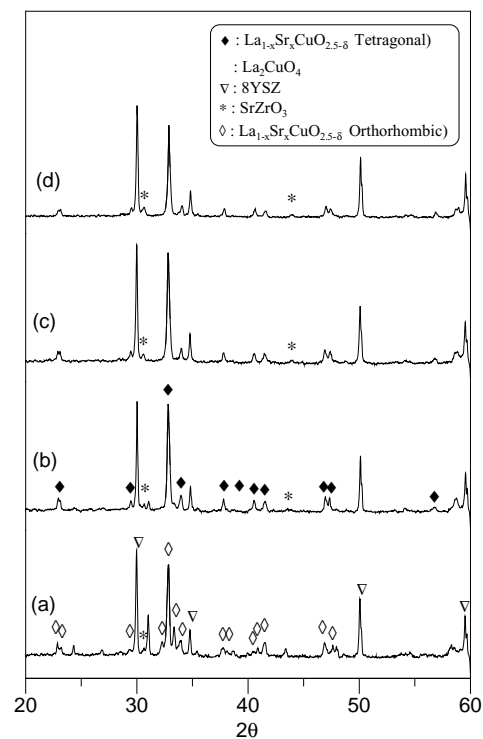 ♦ : La1-xSrxCuO2.5-δ Tetragonal)
: La2CuO4
∇ : 8YSZ
* : SrZrO3
◊ : La1-xSrxCuO2.5-δ Orthorhombic)
(d)
(c)
(b)
(a)
20 30 40 50 60
2θ